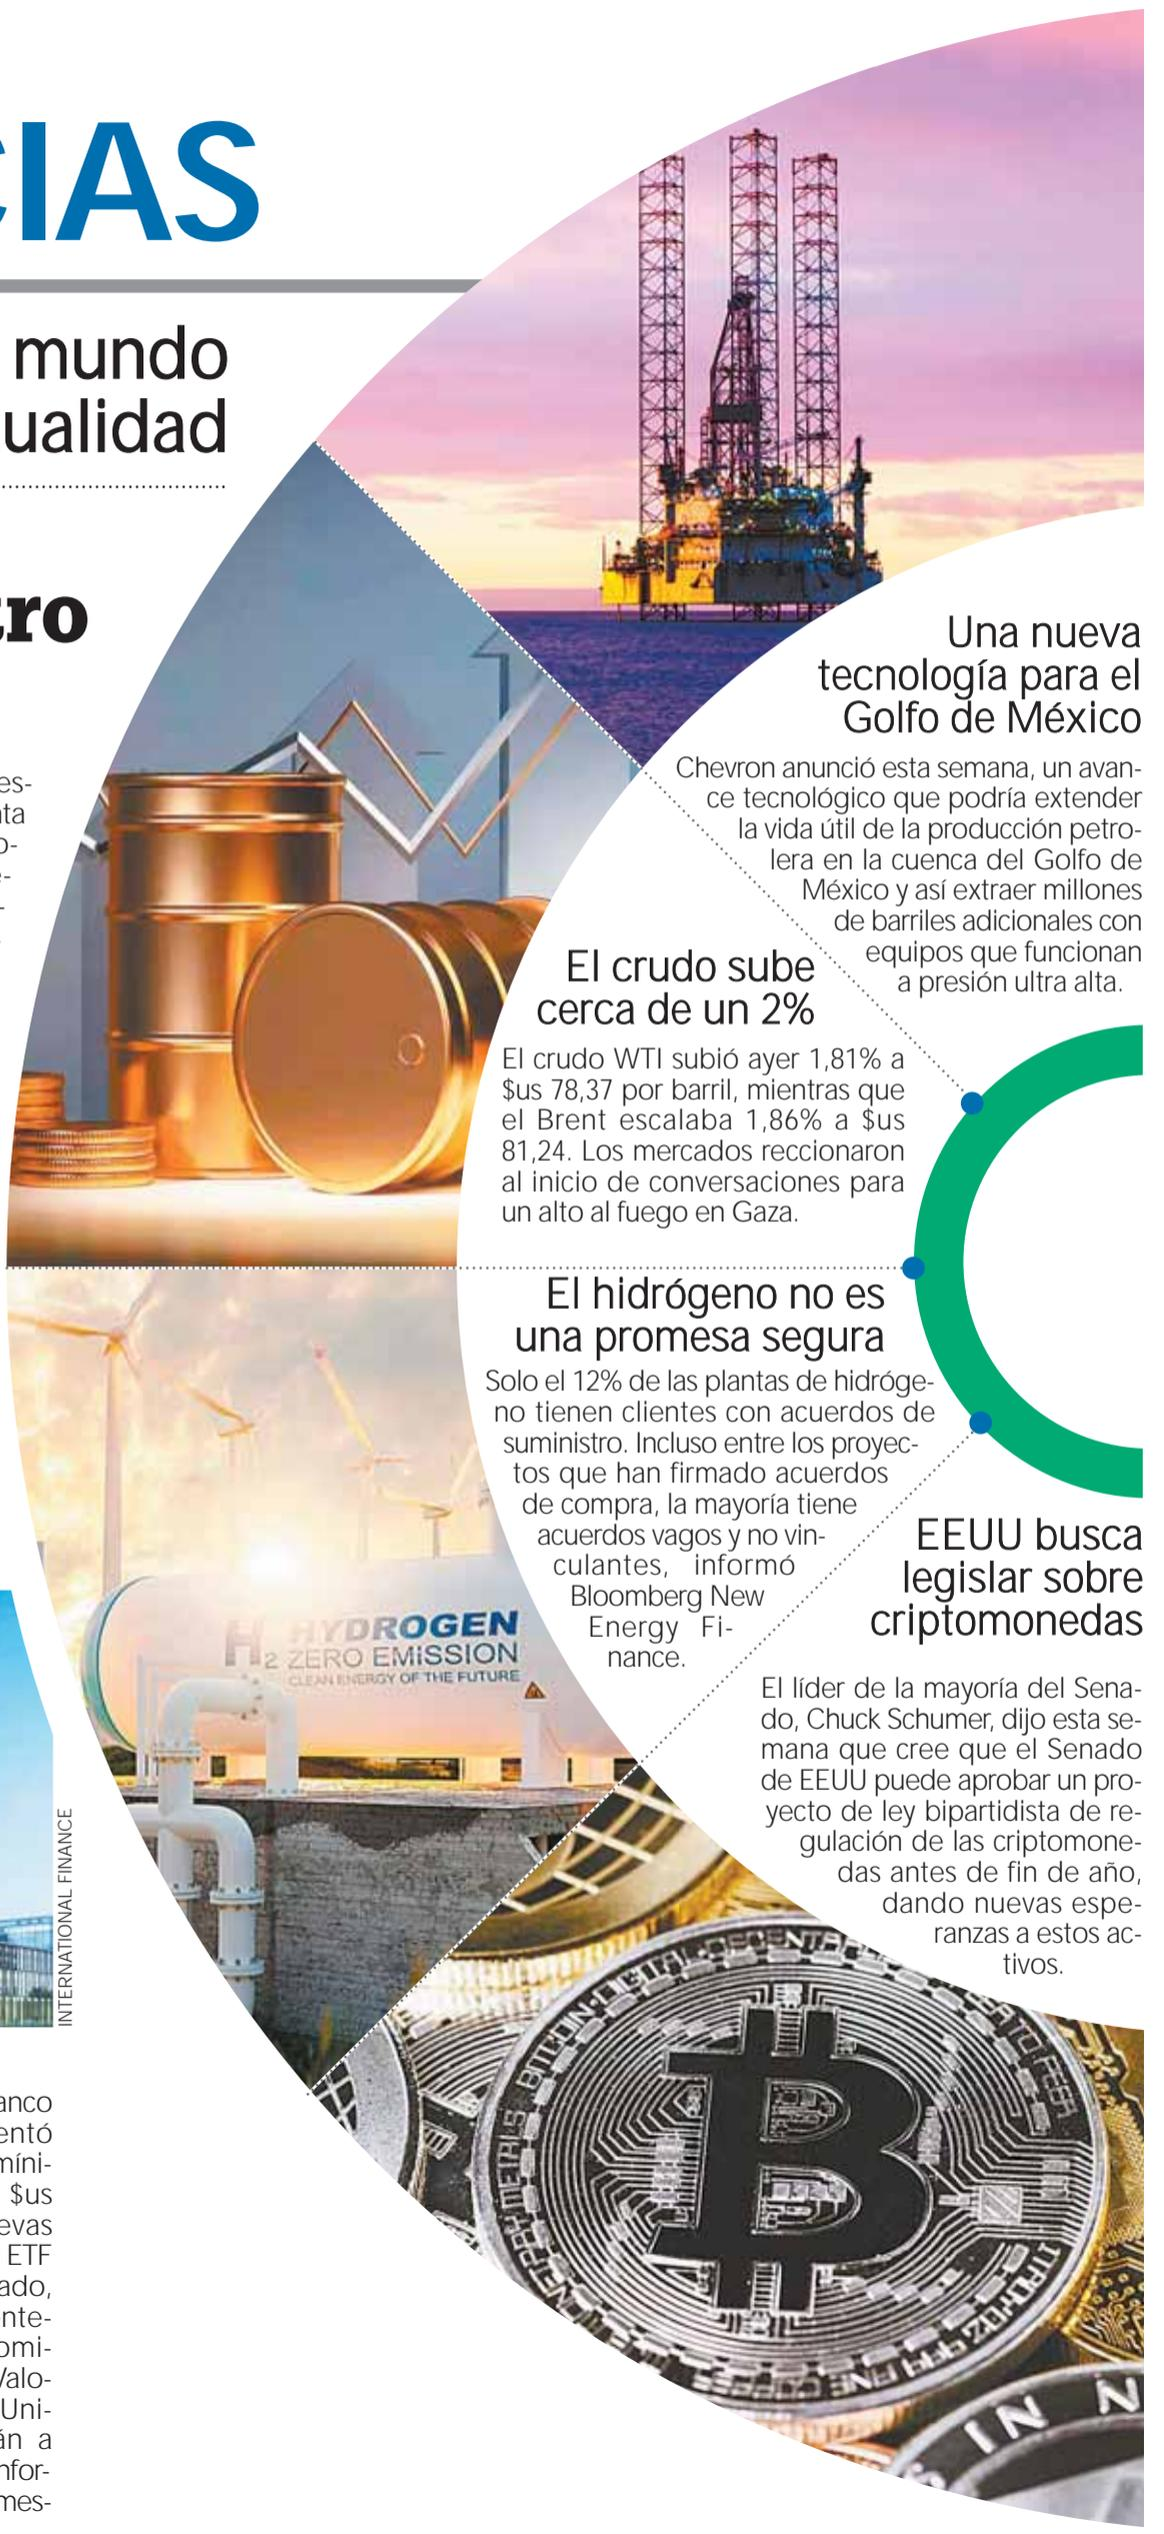 CIAS
mundo
ualidad
tro
es-
nta
o-
e-
-
.
Una nueva
tecnología para el
Golfo de México
Chevron anunció esta semana, un avan-
ce tecnológico que podría extender
la vida útil de la producción petro-
lera en la cuenca del Golfo de
México y así extraer millones
de barriles adicionales con
equipos que funcionan
a presión ultra alta.
El crudo sube
cerca de un 2%
El crudo WTI subió ayer 1,81% a
$us 78,37 por barril, mientras que
el Brent escalaba 1,86% a $us
81,24. Los mercados reccionaron
al inicio de conversaciones para
un alto al fuego en Gaza.
El hidrógeno no es
una promesa segura
Solo el 12% de las plantas de hidróge-
no tienen clientes con acuerdos de
suministro. Incluso entre los proyec-
tos que han firmado acuerdos
de compra, la mayoría tiene
acuerdos vagos y no vin-
culantes, informó
Bloomberg New
Energy Fi-
nance.
H2 HYDROGEN
ZERO EMiSSION
CLEAN ENERGY OF THE FUTURE
EEUU busca
legislar sobre
criptomonedas
El líder de la mayoría del Sena-
do, Chuck Schumer, dijo esta se-
mana que cree que el Senado
de EEUU puede aprobar un pro-
yecto de ley bipartidista de re-
gulación de las criptomone-
das antes de fin de año,
dando nuevas espe-
ranzas a estos ac-
tivos.
INTERNATIONAL FINANCE
anco
entó
míni-
$us
evas
ETF
ado,
nte-
omi-
Valo-
Uni-
án a
nfor-
mes-